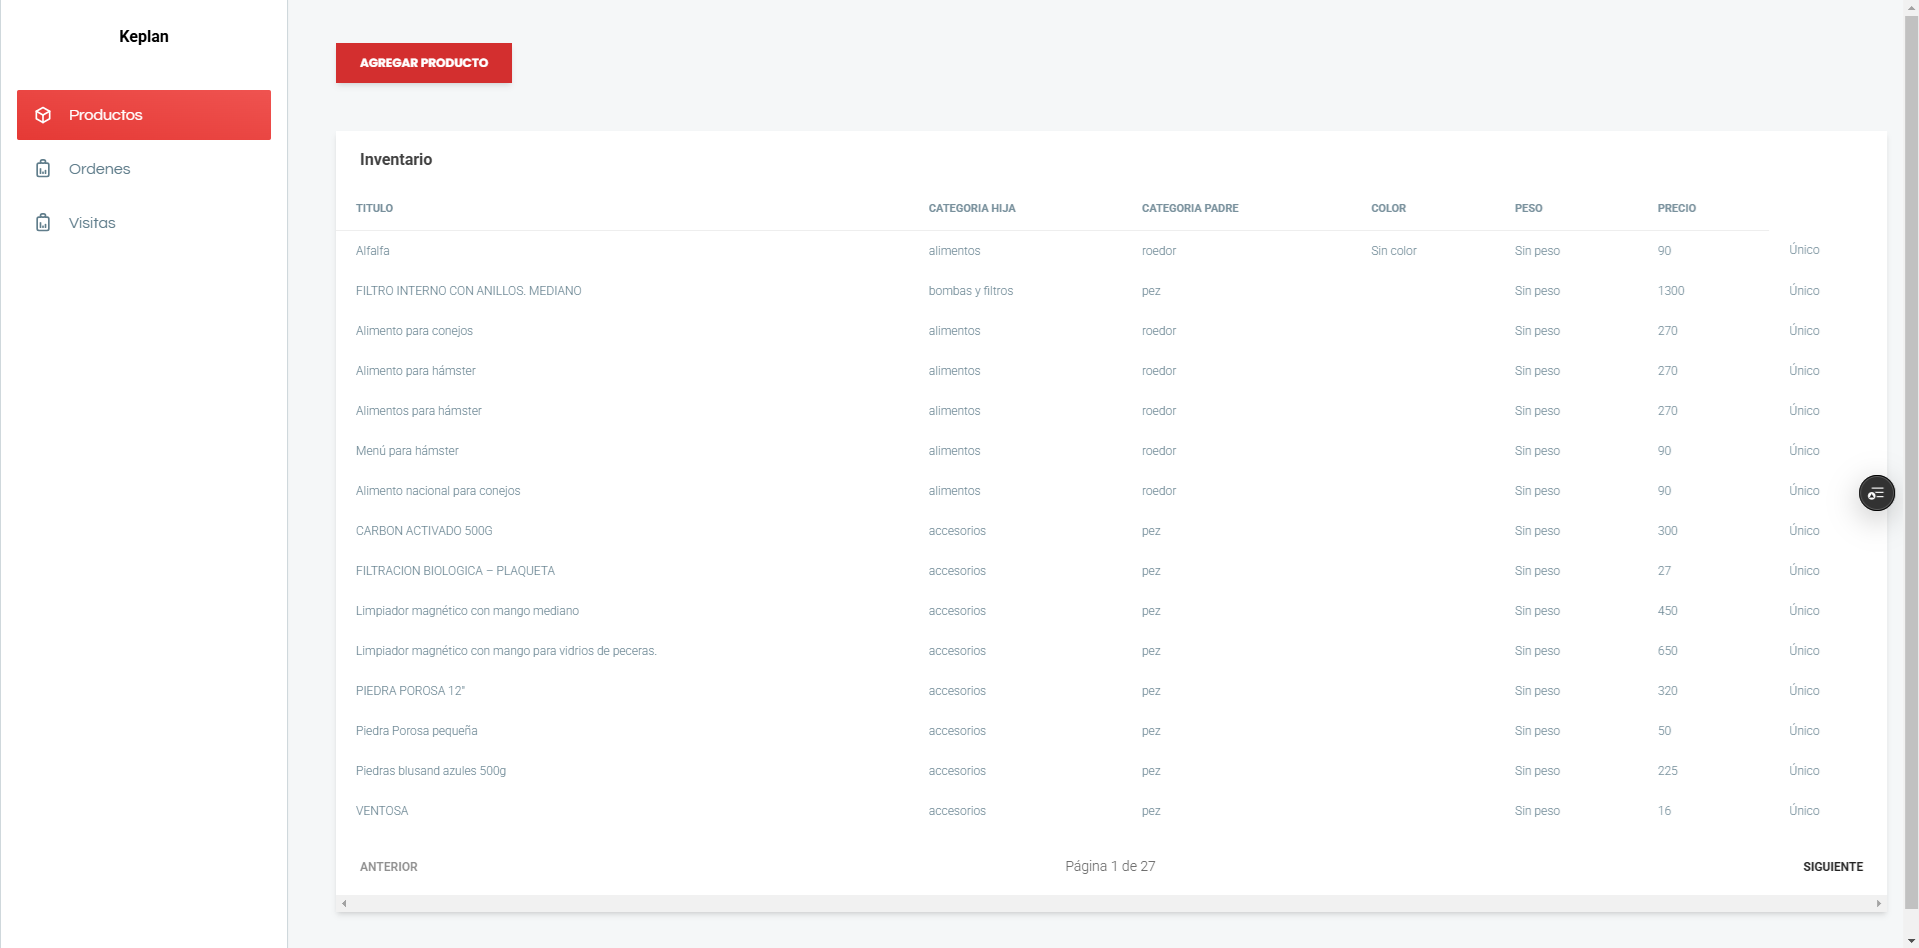 Keplan
Productos
Ordenes
Visitas
AGREGAR PRODUCTO
Inventario
TITULO CATEGORIA HIJA CATEGORIA PADRE COLOR PESO PRECIO
Alfalfa alimentos roedor Sin color Sin peso 90 Único
FILTRO INTERNO CON ANILLOS. MEDIANO bombas y filtros pez Sin peso 1300 Único
Alimento para conejos alimentos roedor Sin peso 270 Único
Alimento para hámster alimentos roedor Sin peso 270 Único
Alimentos para hámster alimentos roedor Sin peso 270 Único
Menú para hámster alimentos roedor Sin peso 90 Único
Alimento nacional para conejos alimentos roedor Sin peso 90 Único
CARBON ACTIVADO 500G accesorios pez Sin peso 300 Único
FILTRACION BIOLOGICA – PLAQUETA accesorios pez Sin peso 27 Único
Limpiador magnético con mango mediano accesorios pez Sin peso 450 Único
Limpiador magnético con mango para vidrios de peceras. accesorios pez Sin peso 650 Único
PIEDRA POROSA 12" accesorios pez Sin peso 320 Único
Piedra Porosa pequeña accesorios pez Sin peso 50 Único
Piedras blusand azules 500g accesorios pez Sin peso 225 Único
VENTOSA accesorios pez Sin peso 16 Único
ANTERIOR Página 1 de 27 SIGUIENTE